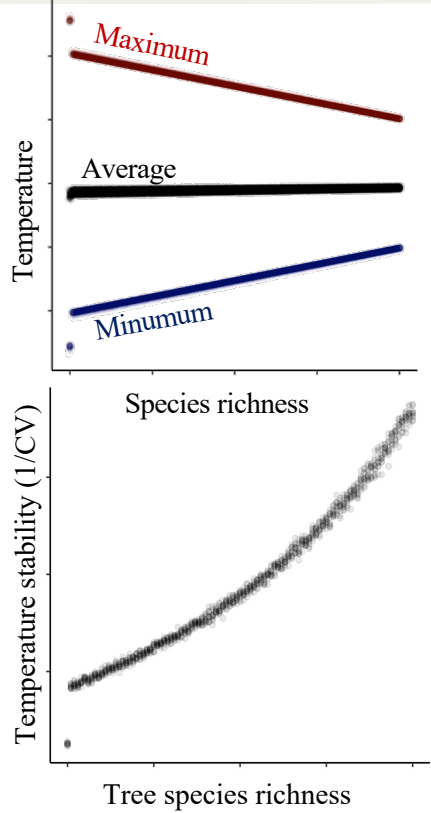 Maximum
Average
Minumum
Temperature
Species richness
Temperature stability (1/CV)
Tree species richness